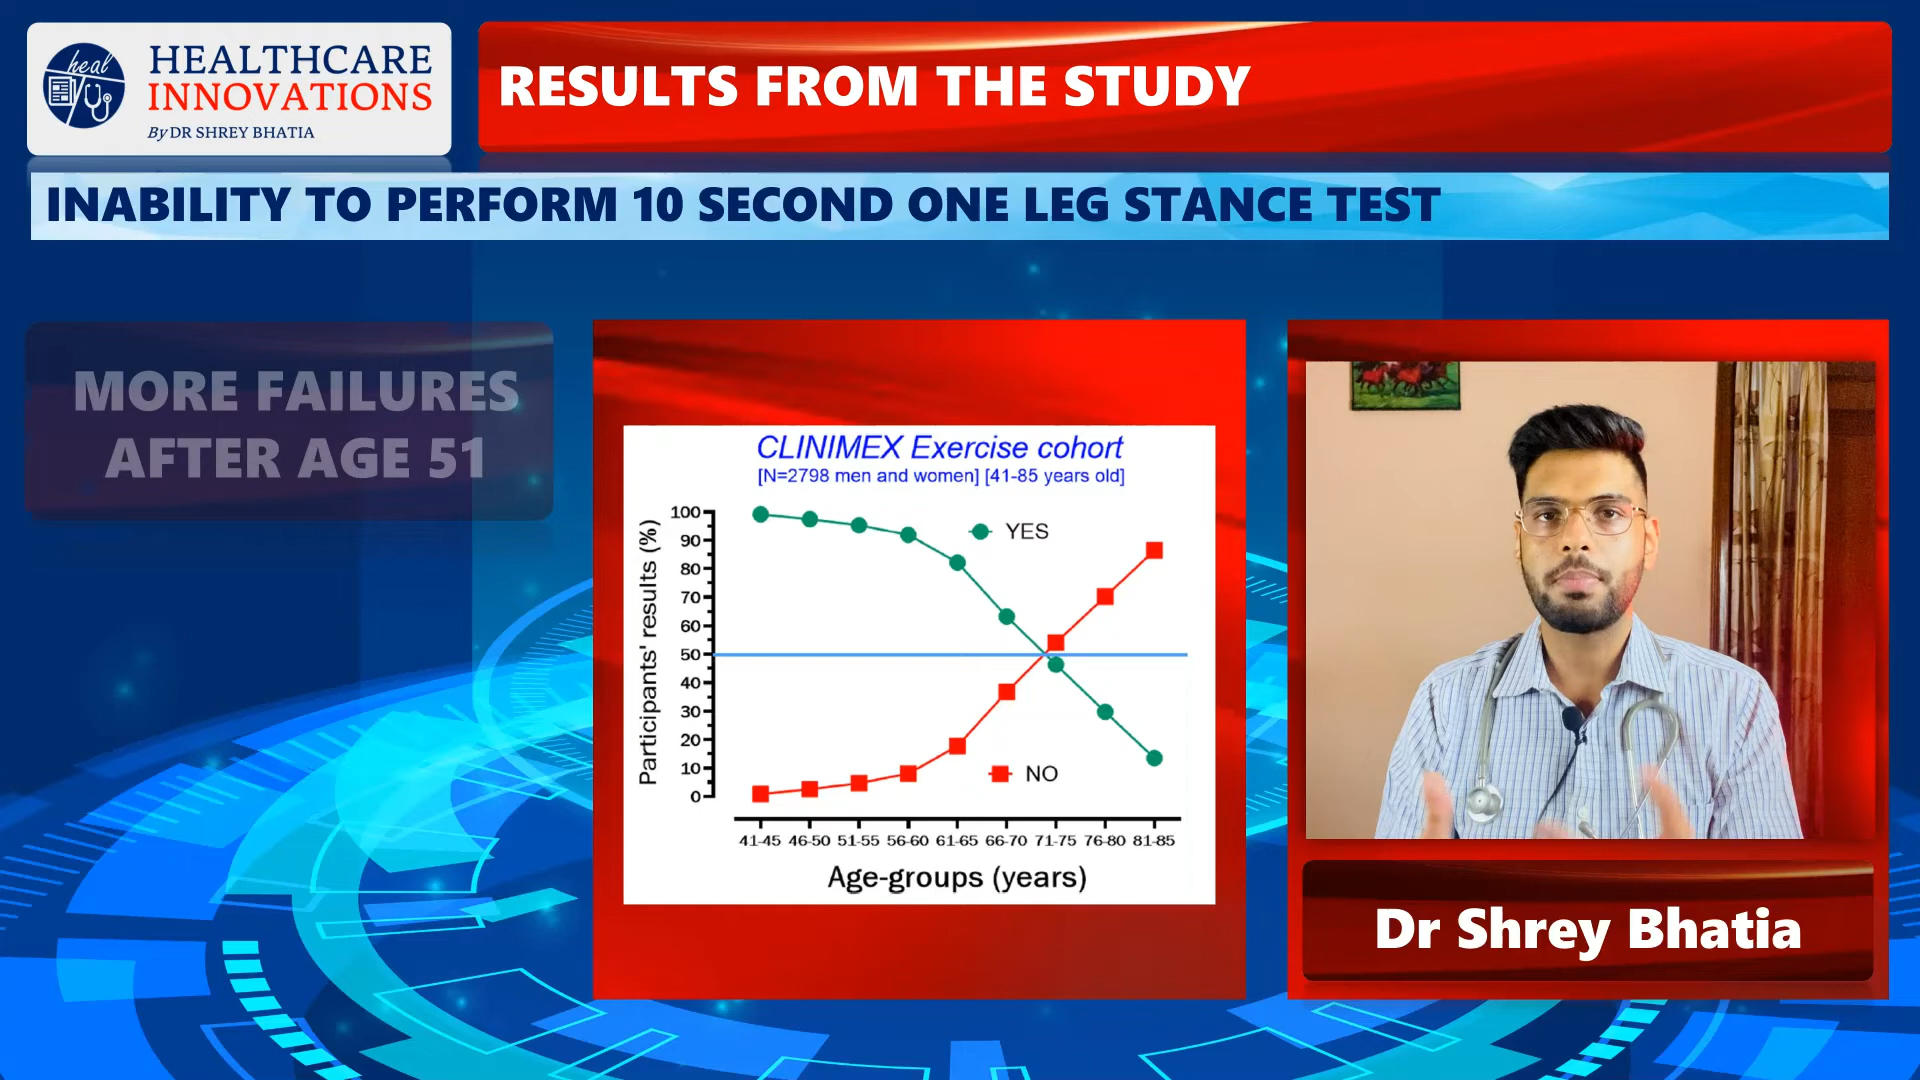 heal
HEALTHCARE
INNOVATIONS
By DR SHREY BHATIA
RESULTS FROM THE STUDY
INABILITY TO PERFORM 10 SECOND ONE LEG STANCE TEST
MORE FAILURES
AFTER AGE 51
CLINIMEX Exercise cohort
[N=2798 men and women] [41-85 years old]
Participants' results (%)
100
90
80
70
60
50
40
30
20
10
0
YES
NO
41-45 46-50 51-55 56-60 61-65 66-70 71-75 76-80 81-85
Age-groups (years)
Dr Shrey Bhatia